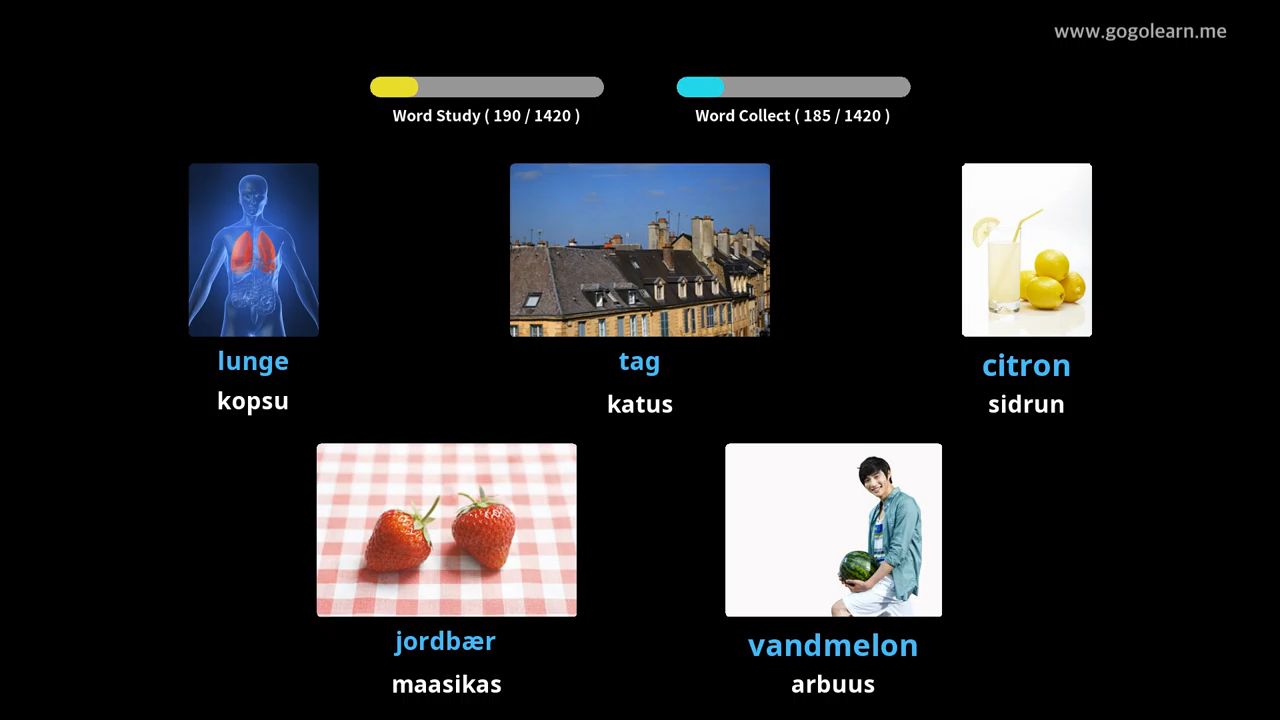 www.gogolearn.me
Word Study ( 190 / 1420 )
Word Collect ( 185 / 1420 )
lunge
kopsu
tag
katus
citron
sidrun
jordbær
maasikas
vandmelon
arbuus